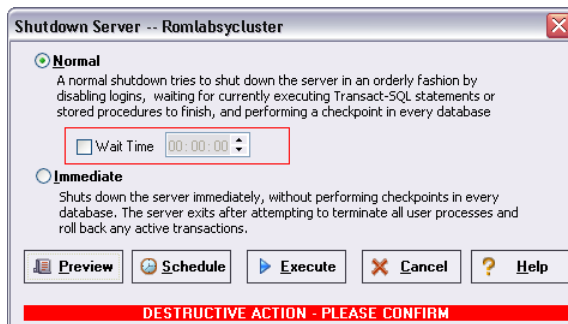 Shutdown Server -- Romlabsycluster
Normal
A normal shutdown tries to shut down the server in an orderly fashion by
disabling logins, waiting for currently executing Transact-SQL statements or
stored procedures to finish, and performing a checkpoint in every database
Wait Time 00:00:00
Immediate
Shuts down the server immediately, without performing checkpoints in every
database. The server exits after attempting to terminate all user processes and
roll back any active transactions.
Preview Schedule Execute Cancel ? Help
DESTRUCTIVE ACTION - PLEASE CONFIRM